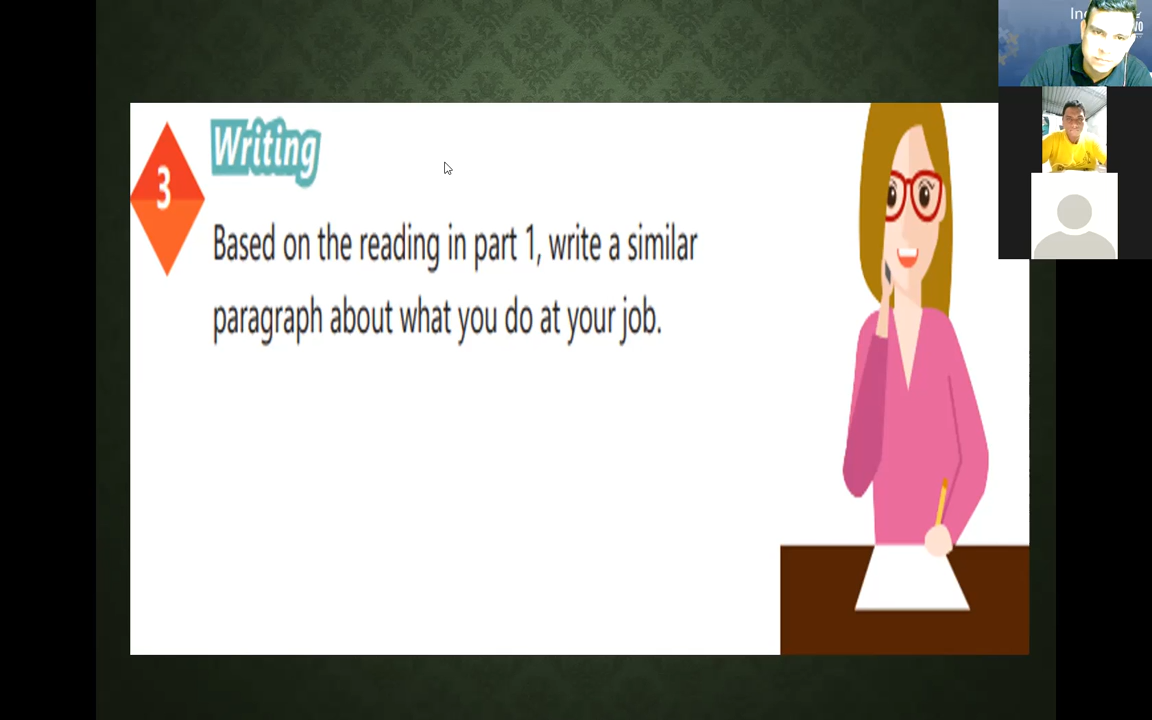 3
Writing
Based on the reading in part 1, write a similar
paragraph about what you do at your job.